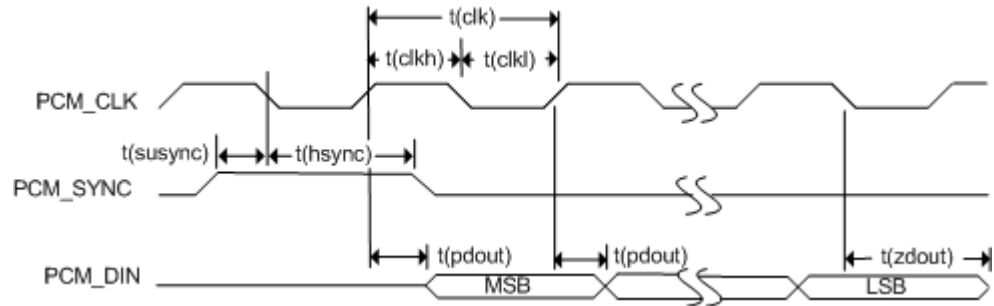 t(clk)
t(clkh) t(clkl)
PCM_CLK
t(susync) t(hsync)
PCM_SYNC
t(pdout) t(pdout) t(zdout)
PCM_DIN MSB LSB